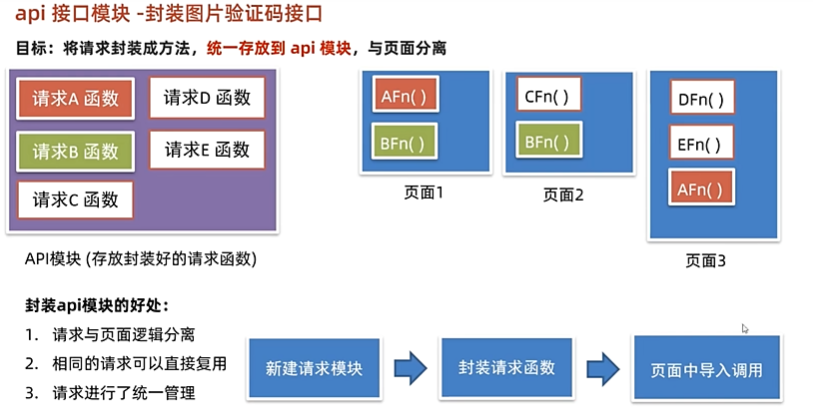 api 接口模块 -封装图片验证码接口
目标：将请求封装成方法，统一存放到 api 模块，与页面分离
请求A 函数
请求D 函数
请求B 函数
请求E 函数
请求C 函数
API模块 (存放封装好的请求函数)
AFn( )
BFn( )
页面1
CFn( )
BFn( )
页面2
DFn( )
EFn( )
AFn( )
页面3
封装api模块的好处：
1. 请求与页面逻辑分离
2. 相同的请求可以直接复用
3. 请求进行了统一管理
新建请求模块
封装请求函数
页面中导入调用